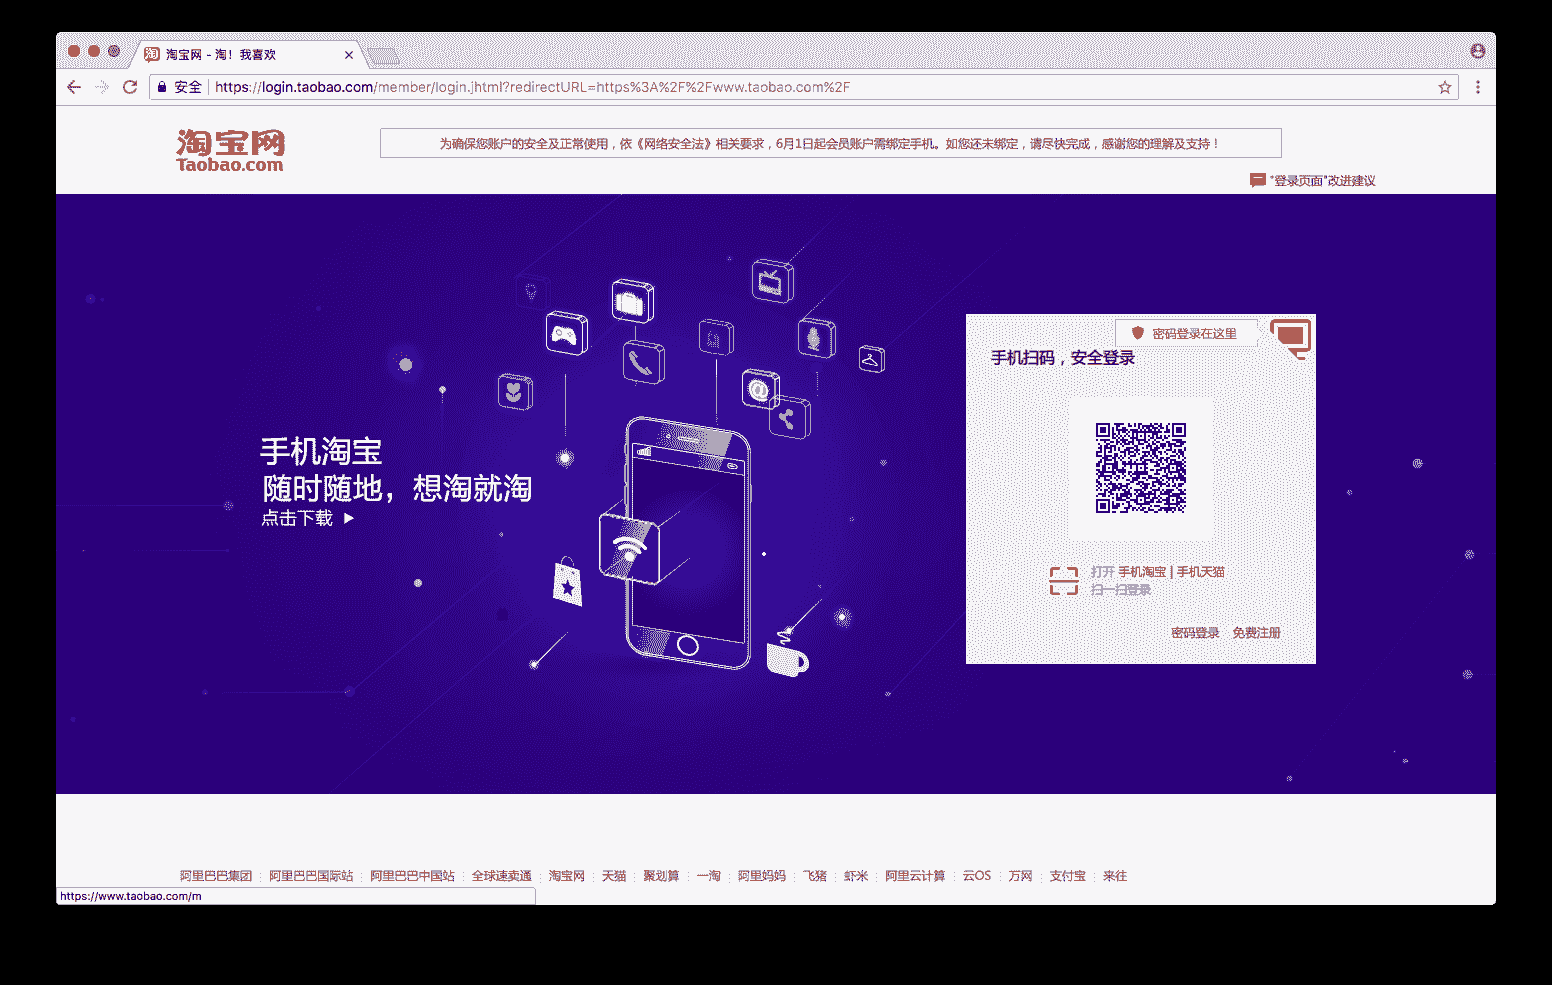 淘宝网 - 淘！我喜欢
安全 https://login.taobao.com/member/login.jhtml?redirectURL=https%3A%2F%2Fwww.taobao.com%2F
淘宝网
Taobao.com
为确保您账户的安全及正常使用，依《网络安全法》相关要求，6月1日起会员账户需绑定手机。如您还未绑定，请尽快完成，感谢您的理解及支持！
"登录页面"改进建议
密码登录在这里
手机扫码，安全登录
手机淘宝
随时随地，想淘就淘
点击下载
打开 手机淘宝 | 手机天猫
扫一扫登录
密码登录 免费注册
阿里巴巴集团 阿里巴巴国际站 阿里巴巴中国站 全球速卖通 淘宝网 天猫 聚划算 一淘 阿里妈妈 飞猪 虾米 阿里云计算 云OS 万网 支付宝 来往
https://www.taobao.com/m